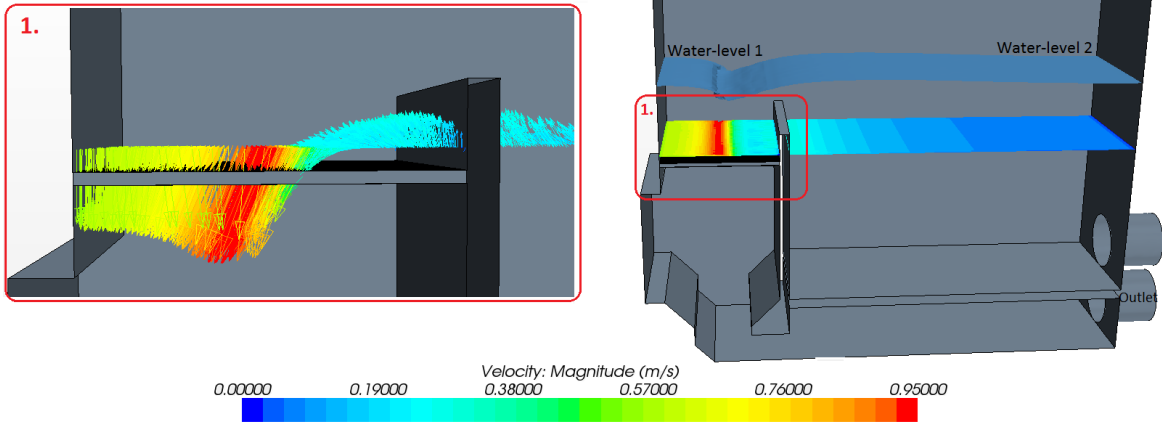 1.
Water-level 1
Water-level 2
1.
Outlet
Velocity: Magnitude (m/s)
0.00000 0.19000 0.38000 0.57000 0.76000 0.95000